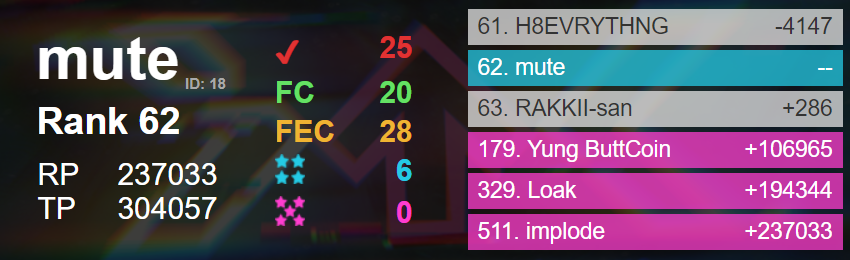 mute
ID: 18
Rank 62
RP 237033
TP 304057
25
FC 20
FEC 28
6
0
61. H8EVRYTHNG -4147
62. mute --
63. RAKKII-san +286
179. Yung ButtCoin +106965
329. Loak +194344
511. implode +237033